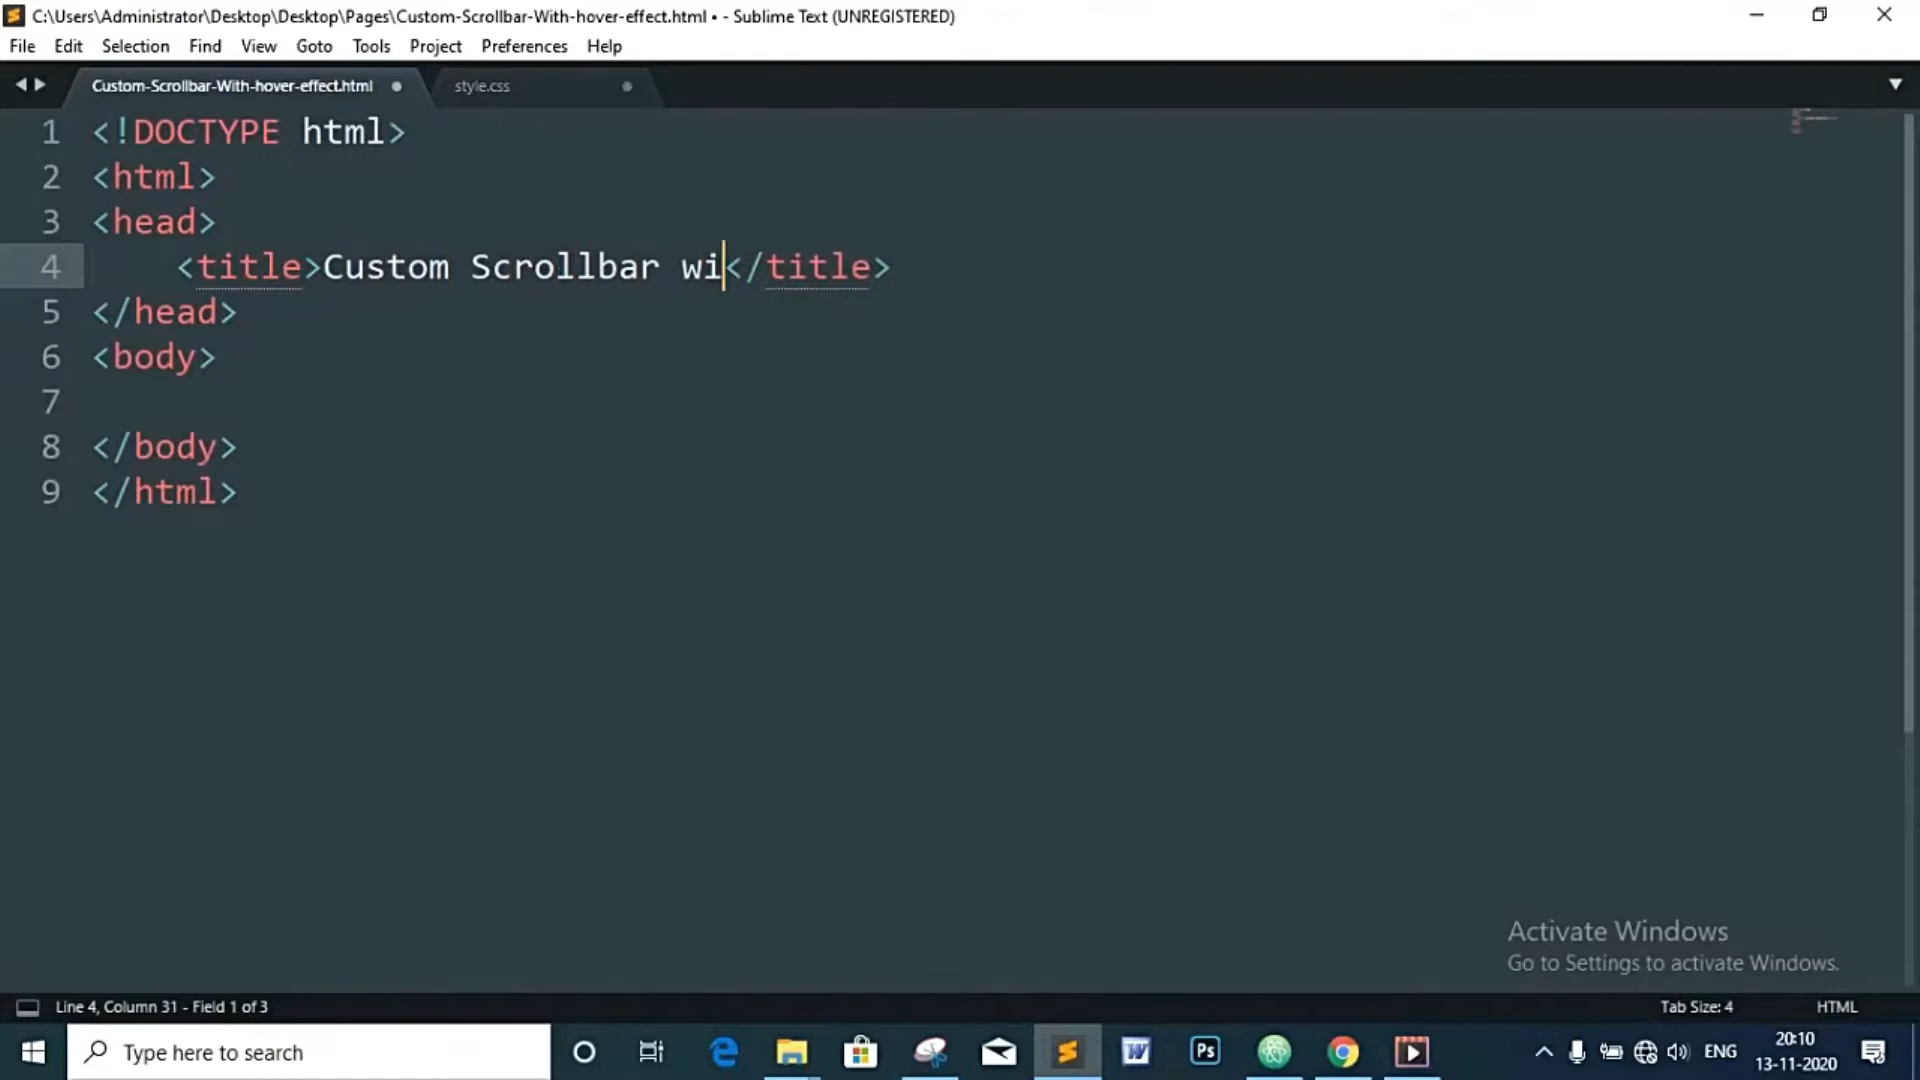 C:\Users\Administrator\Desktop\Desktop\Pages\Custom-Scrollbar-With-hover-effect.html • - Sublime Text (UNREGISTERED)
File Edit Selection Find View Goto Tools Project Preferences Help
Custom-Scrollbar-With-hover-effect.html style.css
1 <!DOCTYPE html>
2 <html>
3 <head>
4 <title>Custom Scrollbar wi</title>
5 </head>
6 <body>
7
8 </body>
9 </html>
Activate Windows
Go to Settings to activate Windows.
Line 4, Column 31 - Field 1 of 3 Tab Size: 4 HTML
Type here to search Ps ENG 20:10
13-11-2020